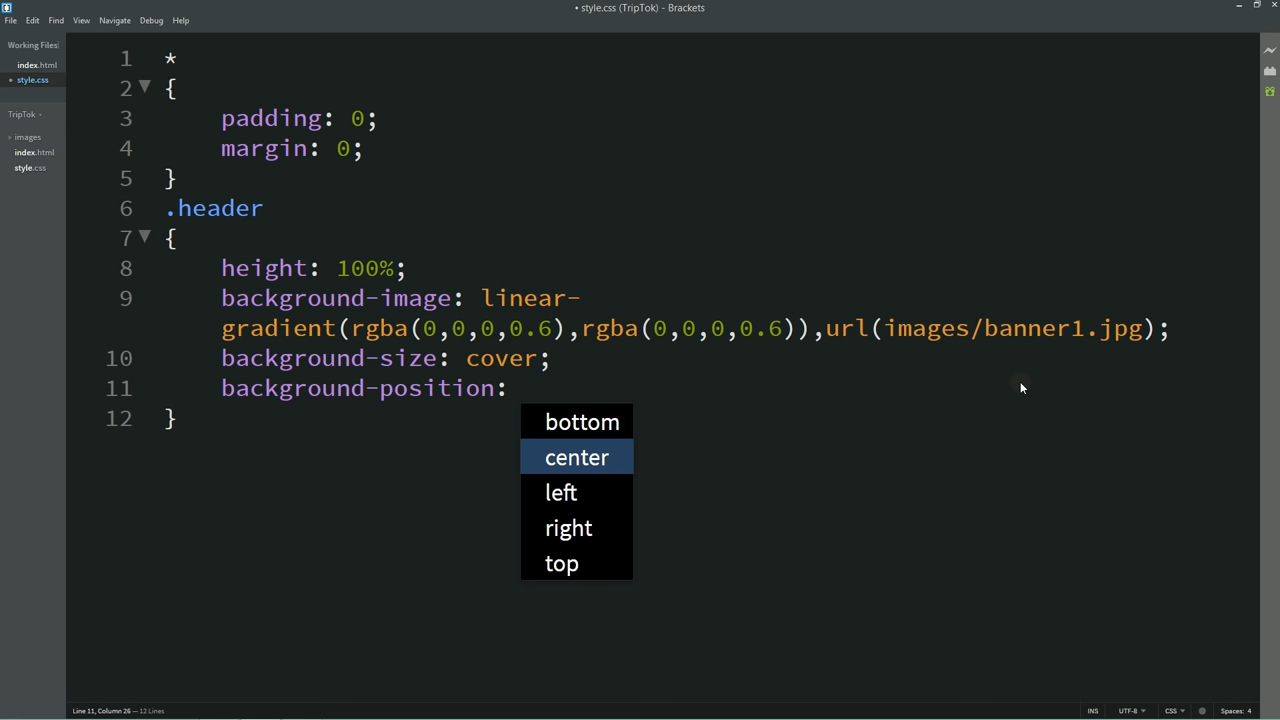 • style.css (TripTok) - Brackets
File Edit Find View Navigate Debug Help
Working Files
index.html
• style.css
TripTok
images
index.html
style.css
1 *
2 {
3 padding: 0;
4 margin: 0;
5 }
6 .header
7 {
8 height: 100%;
9 background-image: linear-
gradient(rgba(0,0,0,0.6),rgba(0,0,0,0.6)),url(images/banner1.jpg);
10 background-size: cover;
11 background-position:
12 }
bottom
center
left
right
top
Line 11, Column 26 — 12 Lines
INS UTF-8 CSS Spaces: 4